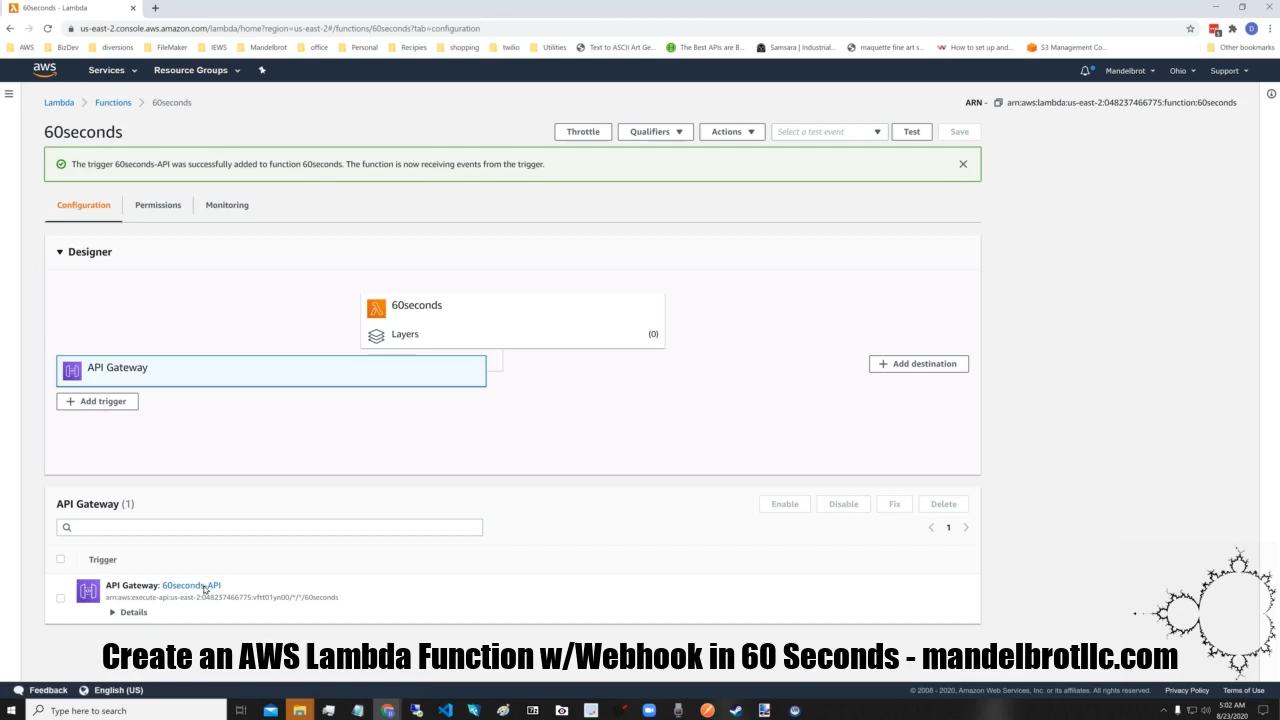 60seconds - Lambda
us-east-2.console.aws.amazon.com/lambda/home?region=us-east-2#/functions/60seconds?tab=configuration
AWS BizDev diversions FileMaker IEWS Mandelbrot office Personal Recipies shopping twilio Utilities Text to ASCII Art Ge... The Best APIs are B... Samsara | Industrial... maquette fine art s... How to set up and... S3 Management Co... Other bookmarks
aws Services Resource Groups Mandelbrot Ohio Support
Lambda Functions 60seconds ARN - arn:aws:lambda:us-east-2:048237466775:function:60seconds
60seconds Throttle Qualifiers Actions Select a test event Test Save
The trigger 60seconds-API was successfully added to function 60seconds. The function is now receiving events from the trigger.
Configuration Permissions Monitoring
Designer
60seconds
Layers (0)
API Gateway
+ Add destination
+ Add trigger
API Gateway (1) Enable Disable Fix Delete
1
Trigger
API Gateway: 60seconds-API
arn:aws:execute-api:us-east-2:048237466775:vftt01yn00/*/*/60seconds
Details
Create an AWS Lambda Function w/Webhook in 60 Seconds - mandelbrotllc.com
Feedback English (US) © 2008 - 2020, Amazon Web Services, Inc. or its affiliates. All rights reserved. Privacy Policy Terms of Use
Type here to search
5:02 AM
8/23/2020